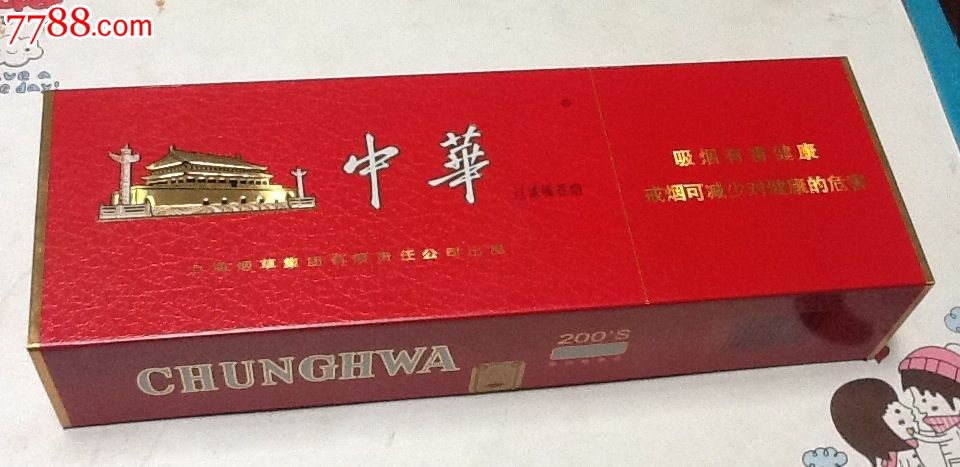 7788.com
中華
吸烟有害健康
戒烟可减少对健康的危害
上海烟草集团有限责任公司出品
CHUNGHWA
200'S